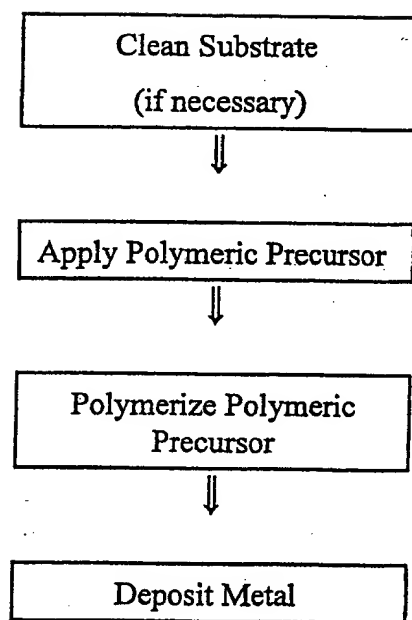 Clean Substrate
(if necessary)
Apply Polymeric Precursor
Polymerize Polymeric
Precursor
Deposit Metal